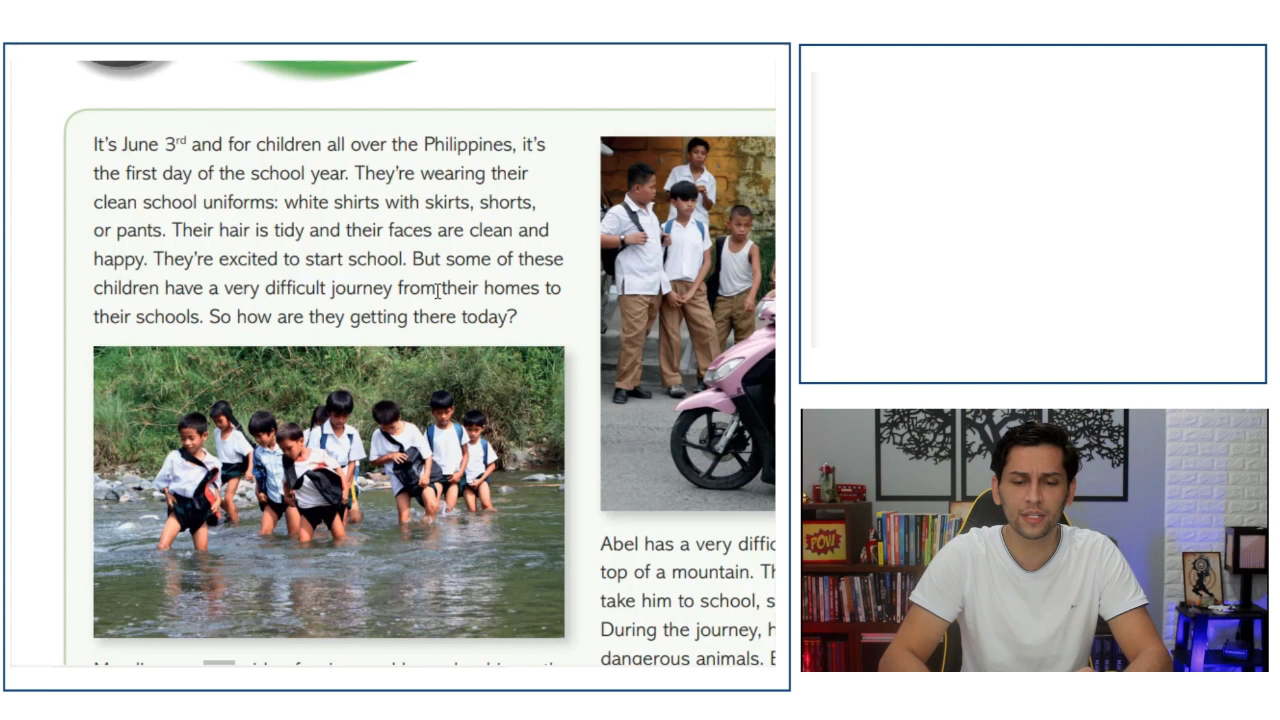 It's June 3rd and for children all over the Philippines, it's
the first day of the school year. They're wearing their
clean school uniforms: white shirts with skirts, shorts,
or pants. Their hair is tidy and their faces are clean and
happy. They're excited to start school. But some of these
children have a very difficult journey from their homes to
their schools. So how are they getting there today?
Abel has a very diffic
top of a mountain. Th
take him to school, s
During the journey, h
dangerous animals. E
POW!